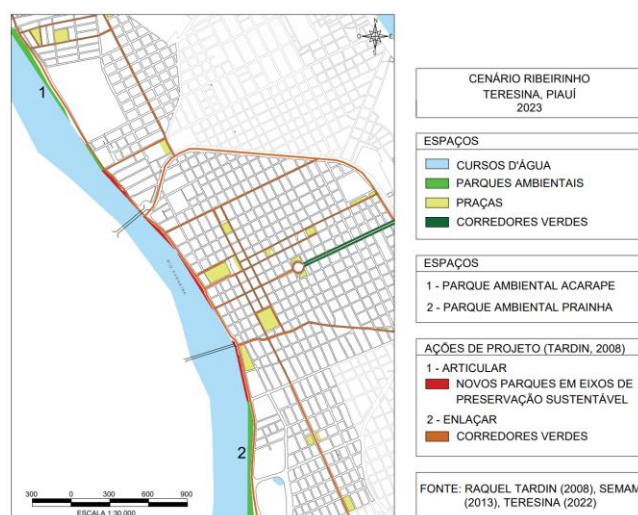 N
O
L
S
1
RIO PARNAÍBA
2
300 0 300 600 900
ESCALA 1:30.000
CENÁRIO RIBEIRINHO
TERESINA, PIAUÍ
2023
ESPAÇOS
CURSOS D'ÁGUA
PARQUES AMBIENTAIS
PRAÇAS
CORREDORES VERDES
ESPAÇOS
1 - PARQUE AMBIENTAL ACARAPE
2 - PARQUE AMBIENTAL PRAINHA
AÇÕES DE PROJETO (TARDIN, 2008)
1 - ARTICULAR
NOVOS PARQUES EM EIXOS DE
PRESERVAÇÃO SUSTENTÁVEL
2 - ENLAÇAR
CORREDORES VERDES
FONTE: RAQUEL TARDIN (2008), SEMAM
(2013), TERESINA (2022)